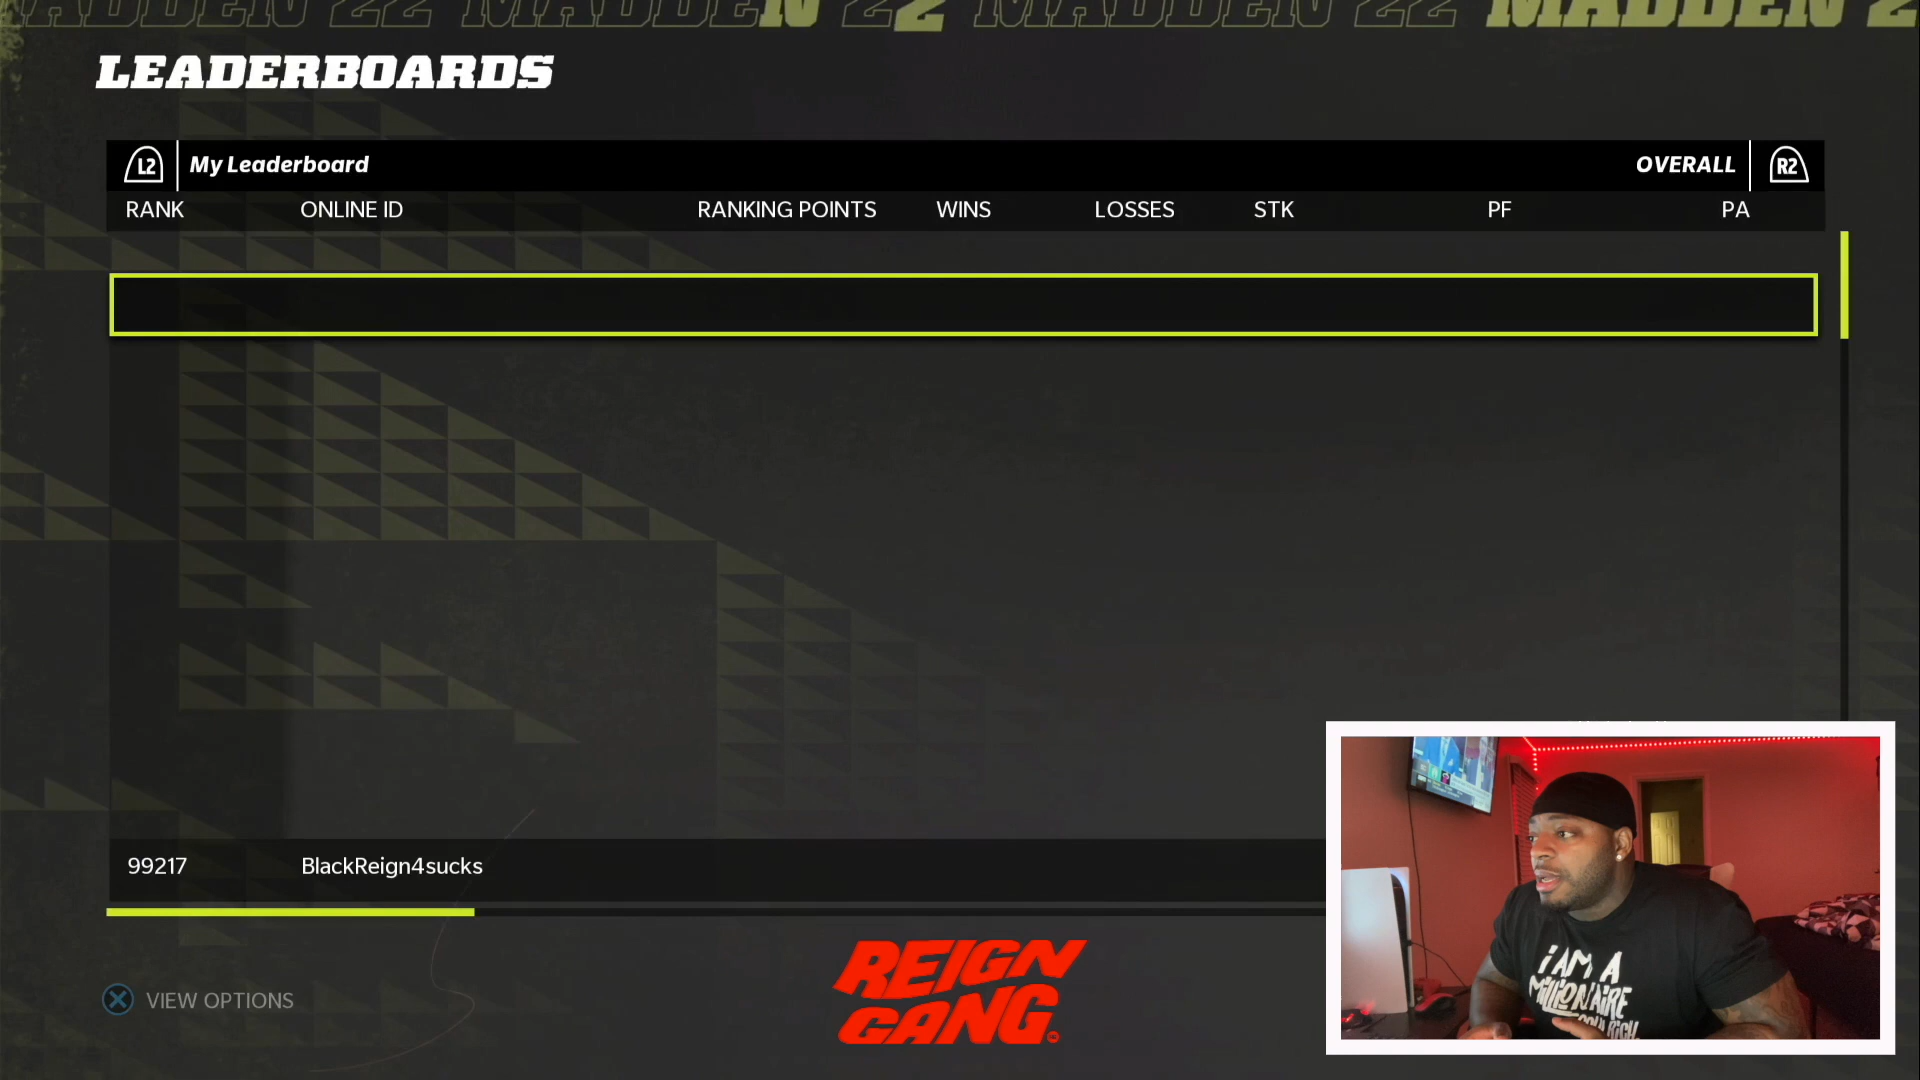 MADDEN 22 MADDEN 22 MADDEN 22 MADDEN 2
LEADERBOARDS
L2 My Leaderboard OVERALL R2
RANK ONLINE ID RANKING POINTS WINS LOSSES STK PF PA
99217 BlackReign4sucks
VIEW OPTIONS
REIGN
GANG
I AM A
MILLIONAIRE